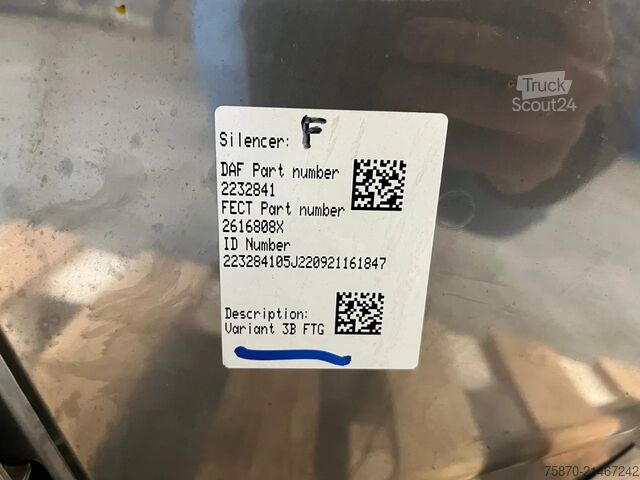 Truck
Scout24
Silencer: F
DAF Part number
2232841
FECT Part number
2616808X
ID Number
223284105J220921161847
Description:
Variant 3B FTG
75870-21467242